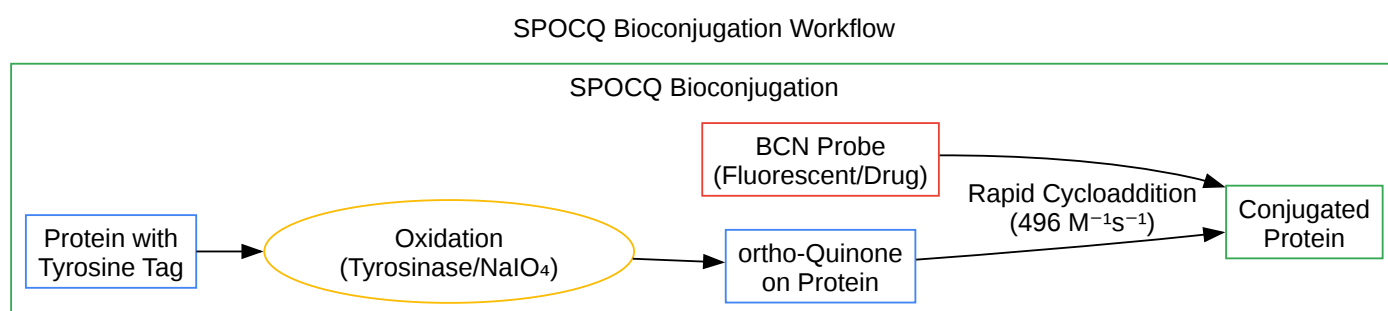 SPOCQ Bioconjugation Workflow
SPOCQ Bioconjugation
BCN Probe
(Fluorescent/Drug)
Rapid Cycloaddition
(496 M⁻¹s⁻¹)
Conjugated
Protein
Protein with
Tyrosine Tag
Oxidation
(Tyrosinase/NaIO₄)
ortho-Quinone
on Protein